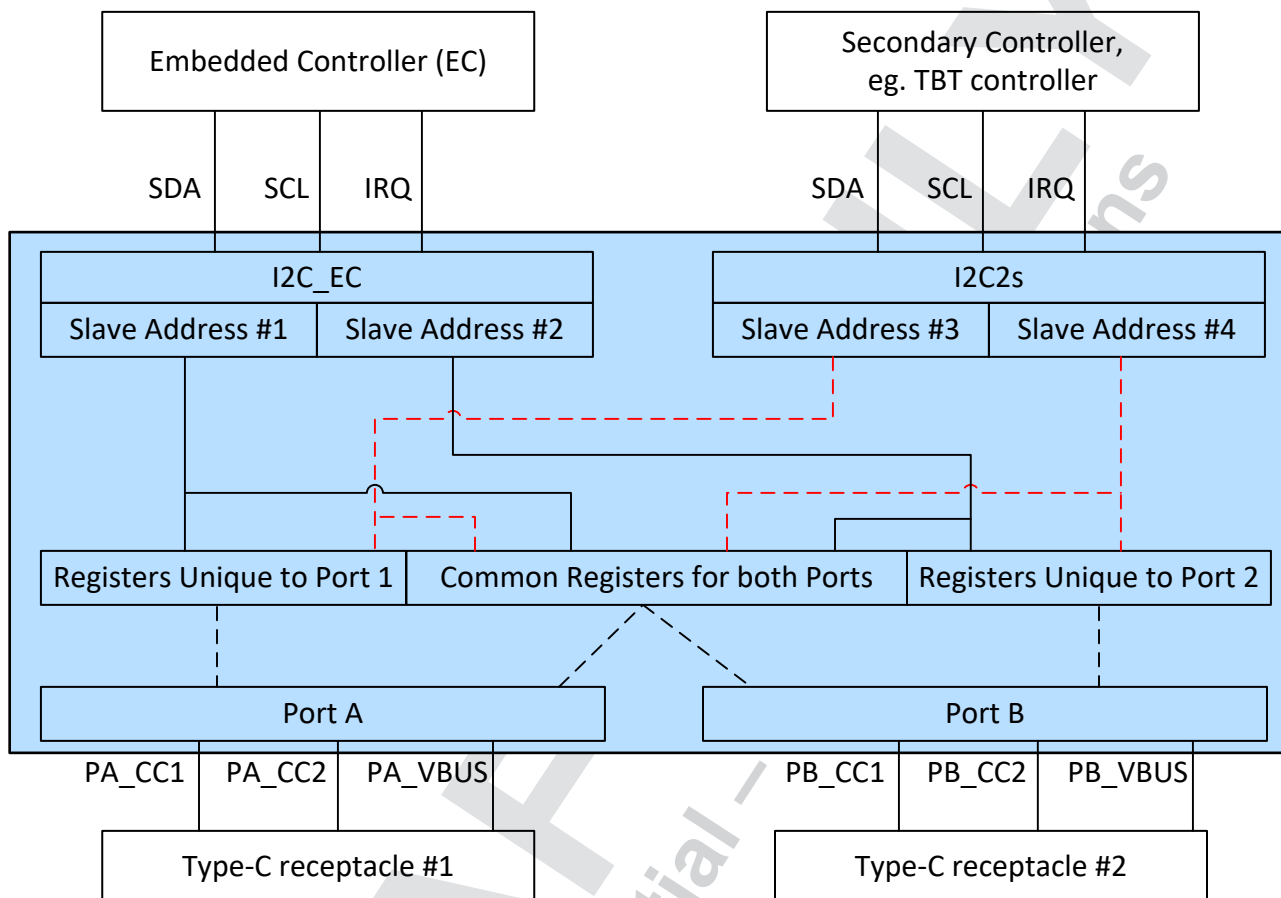 Embedded Controller (EC)
Secondary Controller,
eg. TBT controller
SDA
SCL
IRQ
SDA
SCL
IRQ
I2C_EC
I2C2s
Slave Address #1
Slave Address #2
Slave Address #3
Slave Address #4
Registers Unique to Port 1
Common Registers for both Ports
Registers Unique to Port 2
Port A
Port B
PA_CC1
PA_CC2
PA_VBUS
PB_CC1
PB_CC2
PB_VBUS
Type-C receptacle #1
Type-C receptacle #2